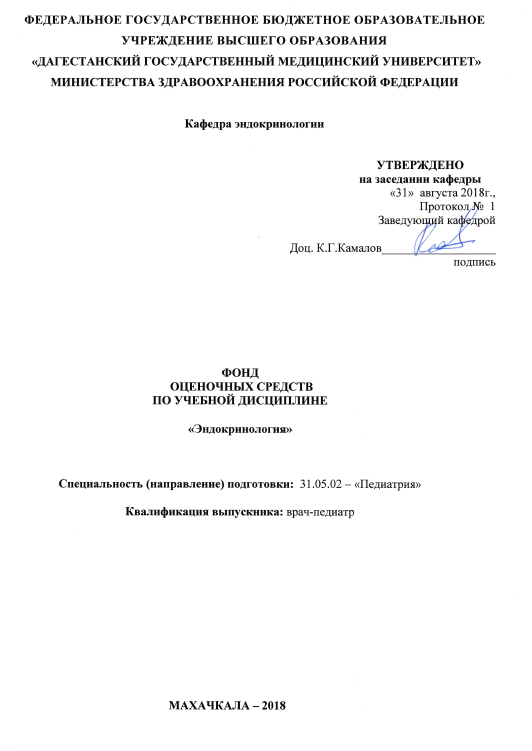 ФЕДЕРАЛЬНОЕ ГОСУДАРСТВЕННОЕ БЮДЖЕТНОЕ ОБРАЗОВАТЕЛЬНОЕ
УЧРЕЖДЕНИЕ ВЫСШЕГО ОБРАЗОВАНИЯ
«ДАГЕСТАНСКИЙ ГОСУДАРСТВЕННЫЙ МЕДИЦИНСКИЙ УНИВЕРСИТЕТ»
МИНИСТЕРСТВА ЗДРАВООХРАНЕНИЯ РОССИЙСКОЙ ФЕДЕРАЦИИ
Кафедра эндокринологии
УТВЕРЖДЕНО
на заседании кафедры
«31» августа 2018г.,
Протокол № 1
Заведующий кафедрой
Доц. К.Г.Камалов___________________
подпись
ФОНД
ОЦЕНОЧНЫХ СРЕДСТВ
ПО УЧЕБНОЙ ДИСЦИПЛИНЕ
«Эндокринология»
Специальность (направление) подготовки: 31.05.02 – «Педиатрия»
Квалификация выпускника: врач-педиатр
МАХАЧКАЛА – 2018